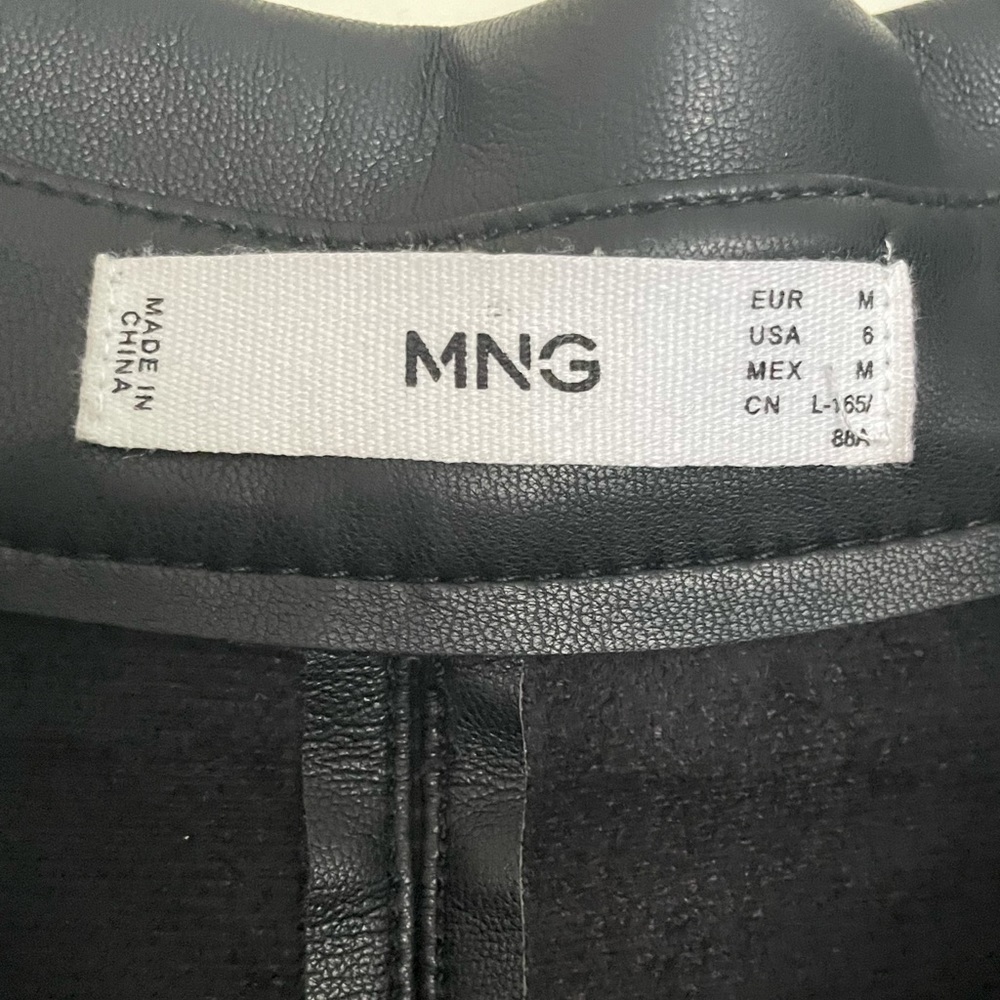 MADE IN
CHINA
MNG
EUR M
USA 6
MEX M
CN L-165/
88A